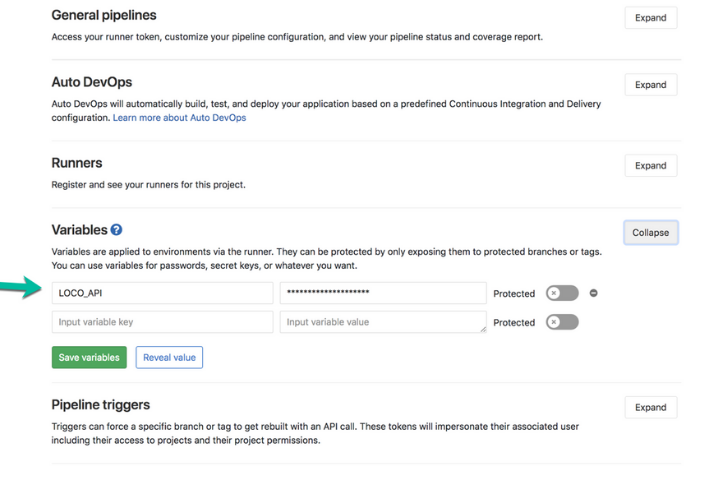 General pipelines
Expand
Access your runner token, customize your pipeline configuration, and view your pipeline status and coverage report.
Auto DevOps
Expand
Auto DevOps will automatically build, test, and deploy your application based on a predefined Continuous Integration and Delivery
configuration. Learn more about Auto DevOps
Runners
Expand
Register and see your runners for this project.
Variables
Collapse
Variables are applied to environments via the runner. They can be protected by only exposing them to protected branches or tags.
You can use variables for passwords, secret keys, or whatever you want.
LOCO_API ******************** Protected
Input variable key Input variable value Protected
Save variables Reveal value
Pipeline triggers
Expand
Triggers can force a specific branch or tag to get rebuilt with an API call. These tokens will impersonate their associated user
including their access to projects and their project permissions.